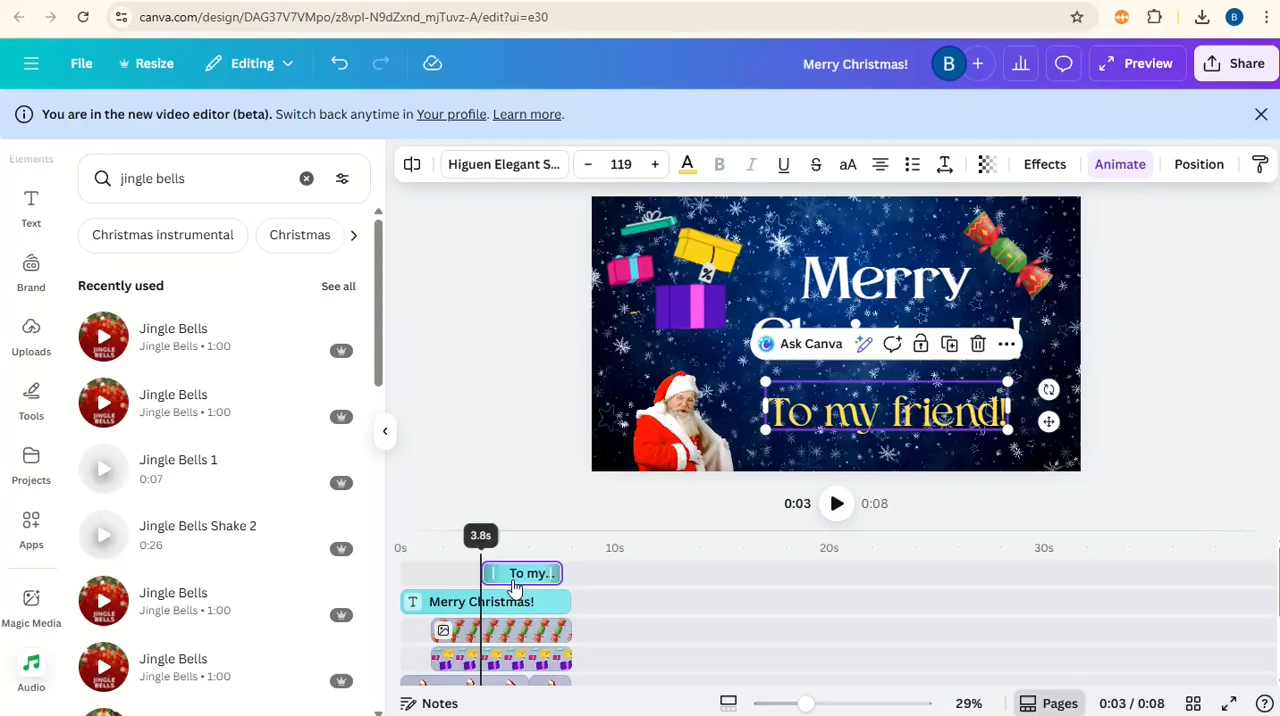 canva.com/design/DAG37V7VMpo/z8vpI-N9dZxnd_mjTuvz-A/edit?ui=e30
B
File
Resize
Editing
Merry Christmas!
B
Preview
Share
You are in the new video editor (beta). Switch back anytime in Your profile. Learn more.
Elements
Text
Brand
Uploads
Tools
Projects
Apps
Magic Media
Audio
jingle bells
Christmas instrumental
Christmas
Recently used
See all
Jingle Bells
Jingle Bells • 1:00
Jingle Bells
Jingle Bells • 1:00
Jingle Bells 1
0:07
Jingle Bells Shake 2
0:26
Jingle Bells
Jingle Bells • 1:00
Jingle Bells
Jingle Bells • 1:00
Higuen Elegant S...
– 119 +
A
B
I
U
S
aA
T
Effects
Animate
Position
Merry
Ask Canva
To my friend!
%
0:03
0:08
3.8s
0s
10s
20s
30s
To my...
T
Merry Christmas!
Notes
29%
Pages
0:03 / 0:08